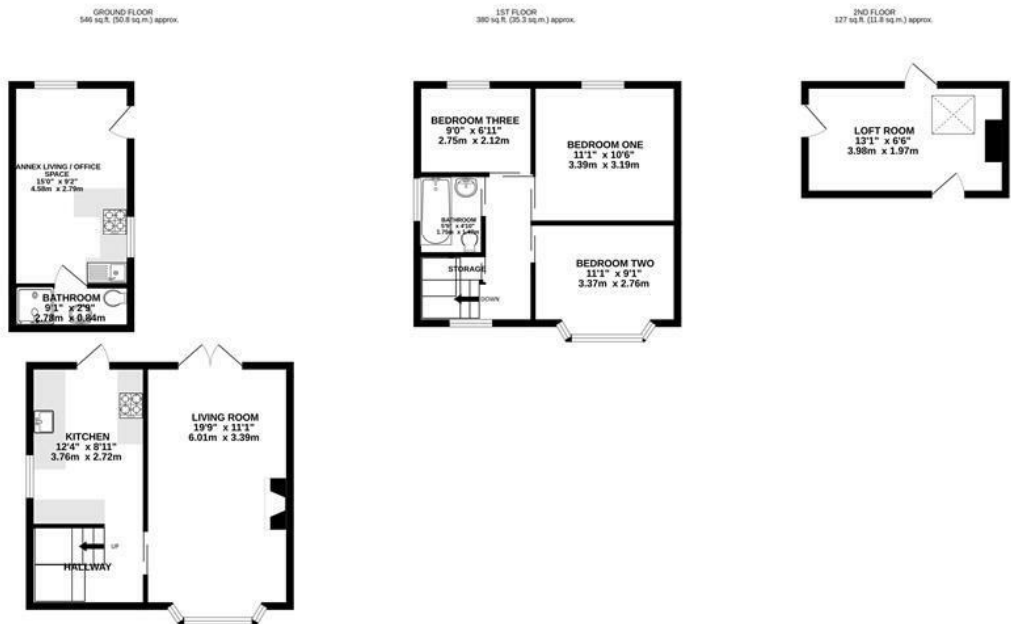 GROUND FLOOR
546 sq.ft. (50.8 sq.m.) approx.
1ST FLOOR
380 sq.ft. (35.3 sq.m.) approx.
2ND FLOOR
127 sq.ft. (11.8 sq.m.) approx.
ANNEX LIVING / OFFICE
SPACE
15'0" x 9'2"
4.58m x 2.79m
BATHROOM
9'1" x 2'9"
2.78m x 0.84m
KITCHEN
12'4" x 8'11"
3.76m x 2.72m
UP
HALLWAY
LIVING ROOM
19'9" x 11'1"
6.01m x 3.39m
BEDROOM THREE
9'0" x 6'11"
2.75m x 2.12m
BEDROOM ONE
11'1" x 10'6"
3.39m x 3.19m
BATHROOM
STORAGE
DOWN
BEDROOM TWO
11'1" x 9'1"
3.37m x 2.76m
LOFT ROOM
13'1" x 6'6"
3.98m x 1.97m